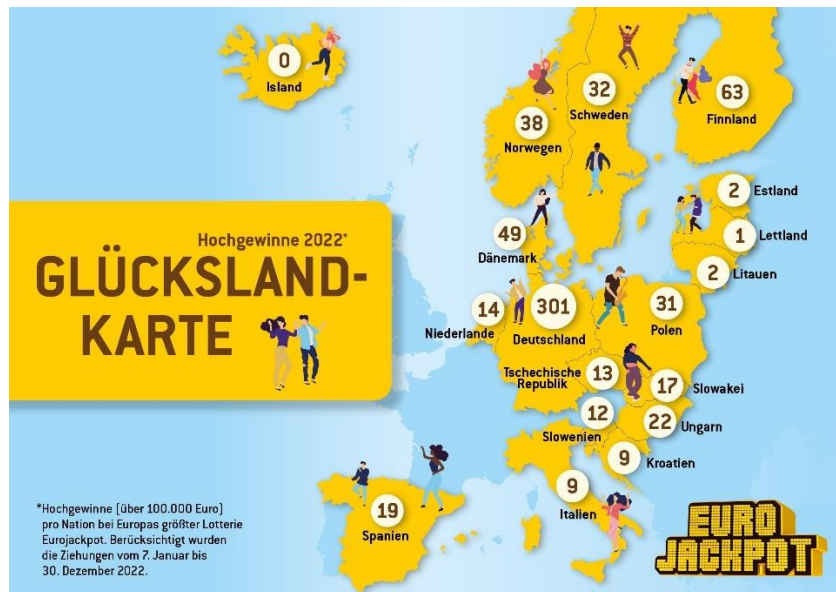 0
Island
32
Schweden
63
Finnland
38
Norwegen
2
Estland
1
Lettland
2
Litauen
49
Dänemark
Hochgewinne 2022*
GLÜCKSLAND-
KARTE
14
Niederlande
301
Deutschland
31
Polen
Tschechische
Republik
13
17
Slowakei
12
Slowenien
22
Ungarn
9
Kroatien
9
Italien
19
Spanien
*Hochgewinne (über 100.000 Euro)
pro Nation bei Europas größter Lotterie
Eurojackpot. Berücksichtigt wurden
die Ziehungen vom 7. Januar bis
30. Dezember 2022.
EURO
JACKPOT